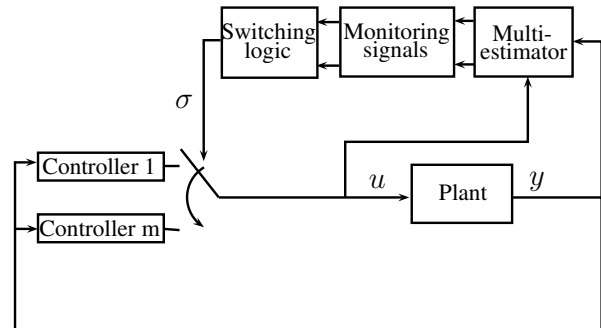 Switching
logic
Monitoring
signals
Multi-
estimator
σ
Controller 1
u
Plant
y
Controller m